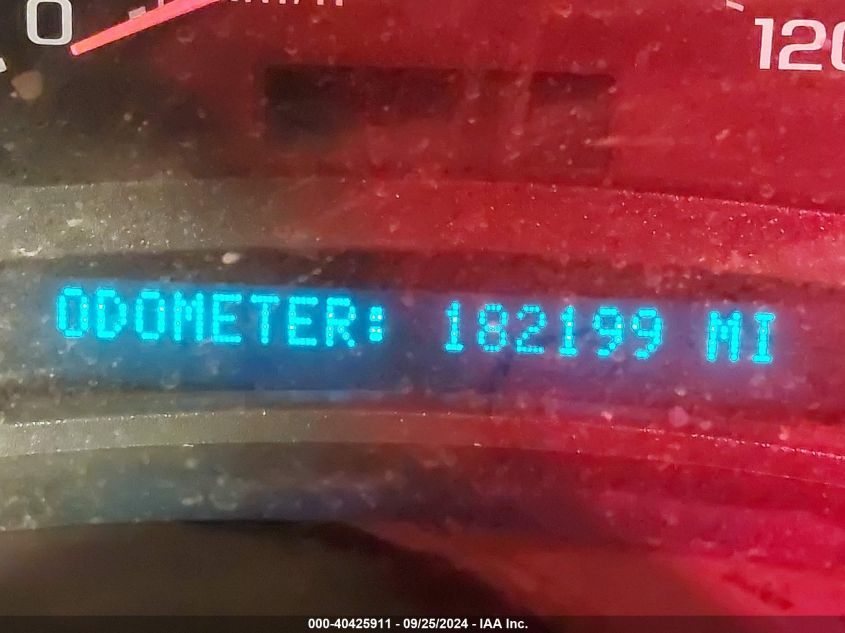 0
120
ODOMETER: 182199 MI
000-40425911 - 09/25/2024 - IAA Inc.